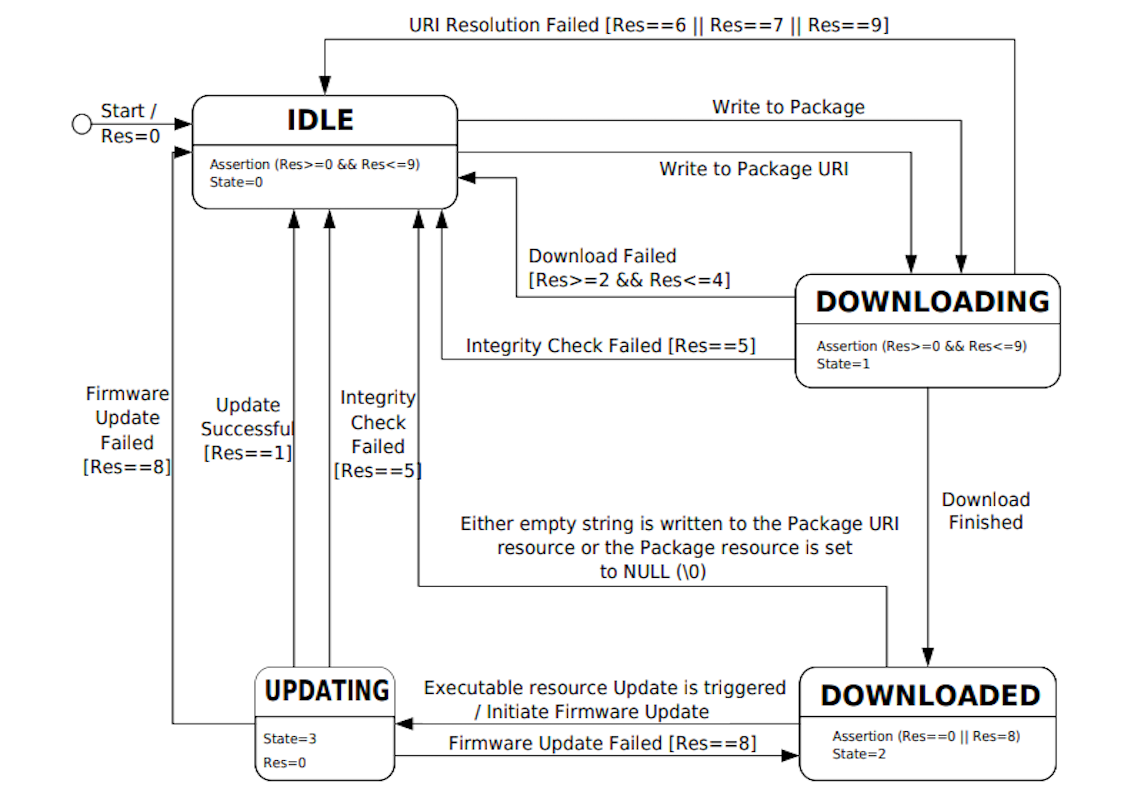 URI Resolution Failed [Res==6 || Res==7 || Res==9]
Start /
Res=0
IDLE
Assertion (Res>=0 && Res<=9)
State=0
Write to Package
Write to Package URI
Download Failed
[Res>=2 && Res<=4]
DOWNLOADING
Assertion (Res>=0 && Res<=9)
State=1
Integrity Check Failed [Res==5]
Firmware
Update
Failed
[Res==8]
Update
Successful
[Res==1]
Integrity
Check
Failed
[Res==5]
Download
Finished
Either empty string is written to the Package URI
resource or the Package resource is set
to NULL (\0)
UPDATING
State=3
Res=0
Executable resource Update is triggered
/ Initiate Firmware Update
Firmware Update Failed [Res==8]
DOWNLOADED
Assertion (Res==0 || Res=8)
State=2